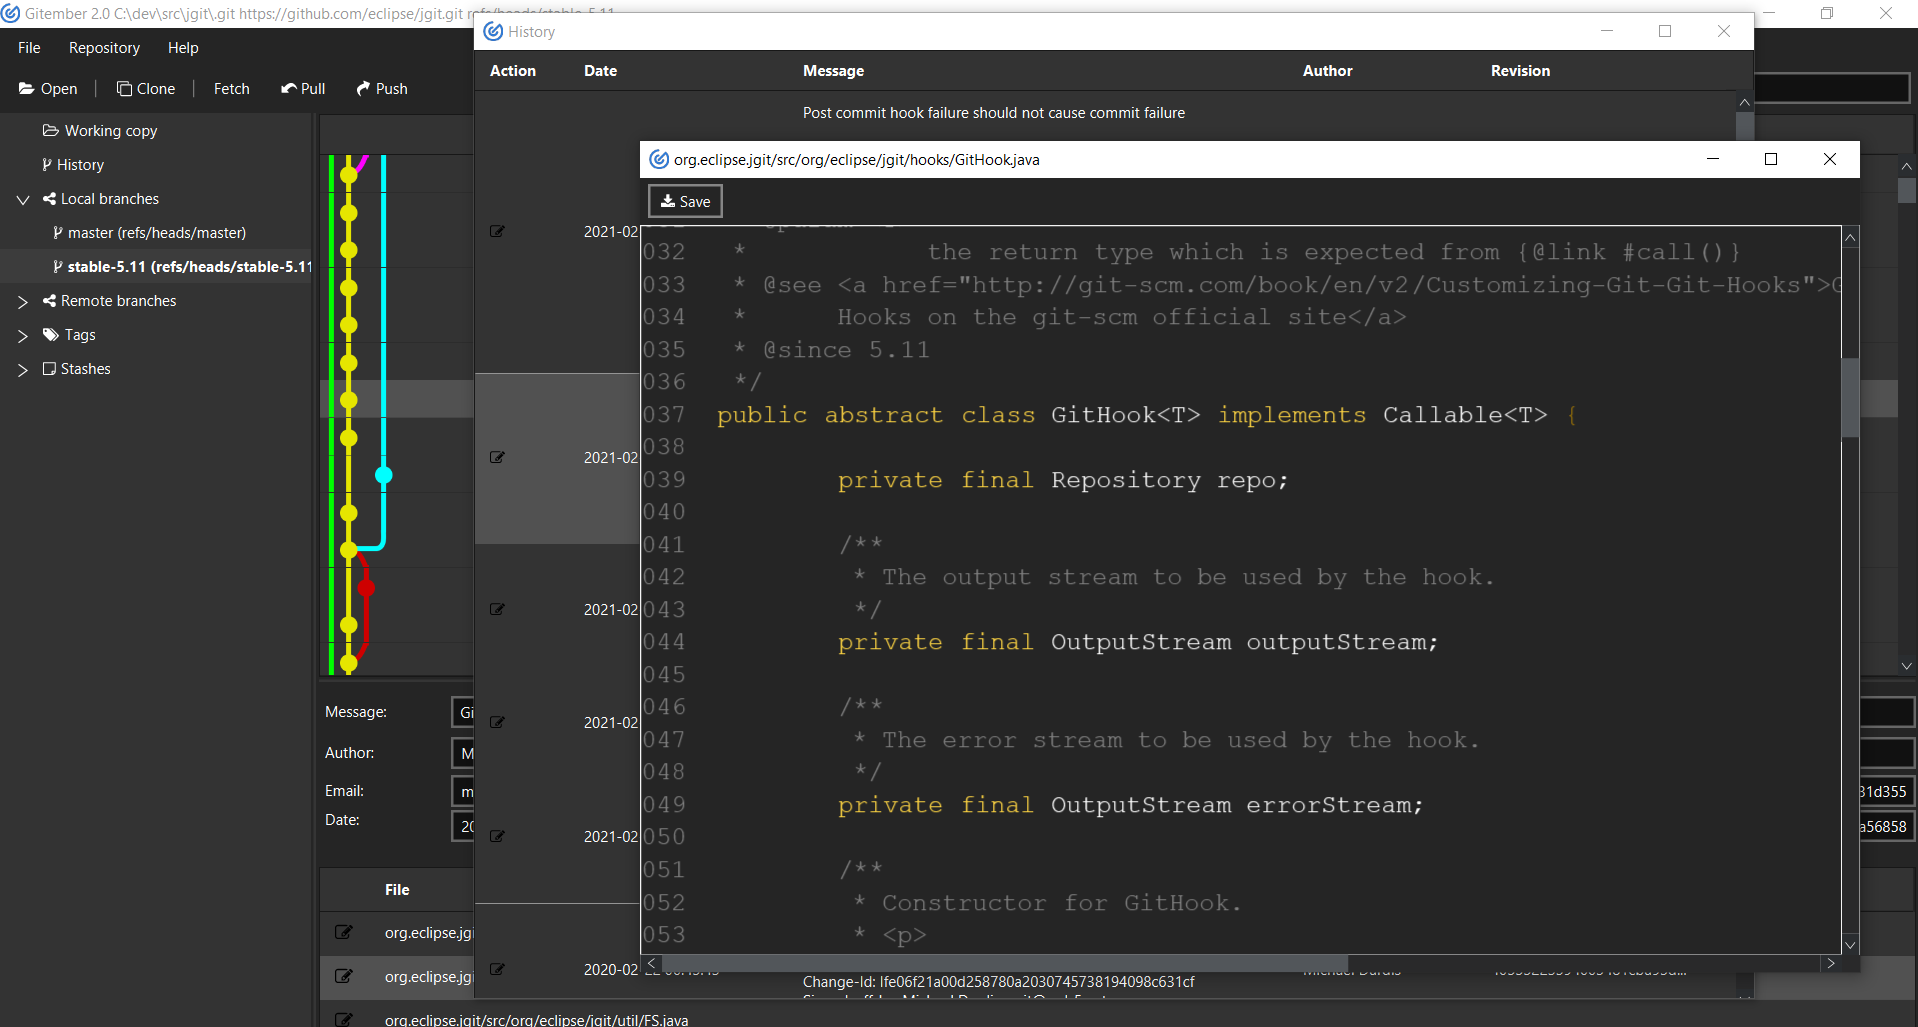 Gitember 2.0 C:\dev\src\jgit\.git https://github.com/eclipse/jgit.git refs/heads/stable-5.11
File Repository Help
Open Clone Fetch Pull Push
Working copy
History
Local branches
master (refs/heads/master)
stable-5.11 (refs/heads/stable-5.11
Remote branches
Tags
Stashes
Message: Gi
Author: M
Email: m
31d355
Date: 20
a56858
File
org.eclipse.jgi
org.eclipse.jgi
org.eclipse.jgit/src/org/eclipse/jgit/util/FS.java
History
Action Date Message Author Revision
Post commit hook failure should not cause commit failure
2021-02
2021-02
2021-02
2021-02
2021-02
2020-02
Change-Id: Ife06f21a00d258780a2030745738194098c631cf
org.eclipse.jgit/src/org/eclipse/jgit/hooks/GitHook.java
Save
032 * the return type which is expected from {@link #call()}
033 * @see <a href="http://git-scm.com/book/en/v2/Customizing-Git-Git-Hooks">G
034 * Hooks on the git-scm official site</a>
035 * @since 5.11
036 */
037 public abstract class GitHook<T> implements Callable<T> {
038
039 private final Repository repo;
040
041 /**
042 * The output stream to be used by the hook.
043 */
044 private final OutputStream outputStream;
045
046 /**
047 * The error stream to be used by the hook.
048 */
049 private final OutputStream errorStream;
050
051 /**
052 * Constructor for GitHook.
053 * <p>